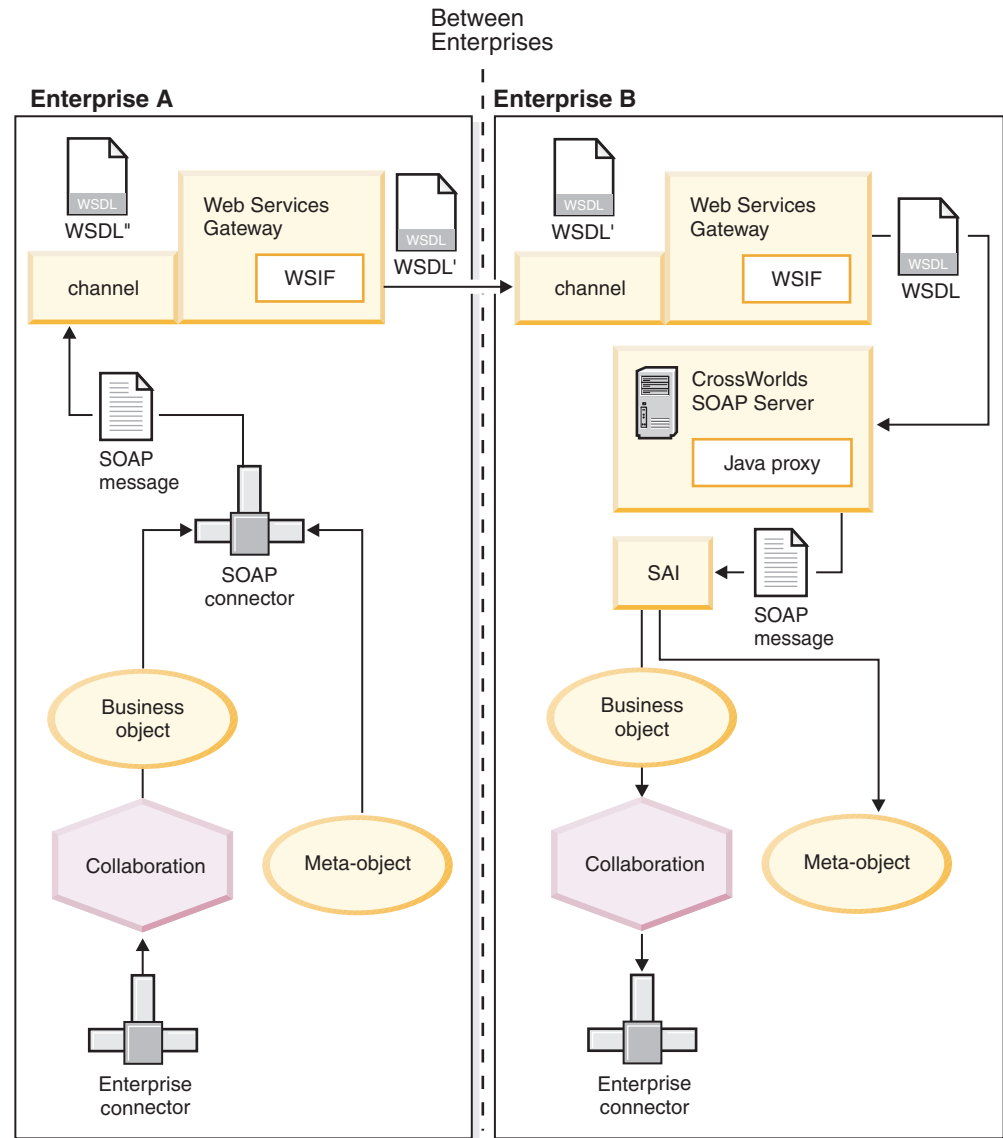 Between
Enterprises
Enterprise A
WSDL
WSDL"
Web Services
Gateway
WSIF
channel
WSDL
WSDL'
SOAP
message
SOAP
connector
Business
object
Collaboration
Meta-object
Enterprise
connector
Enterprise B
WSDL
WSDL'
Web Services
Gateway
WSIF
channel
WSDL
WSDL
CrossWorlds
SOAP Server
Java proxy
SAI
SOAP
message
Business
object
Collaboration
Meta-object
Enterprise
connector